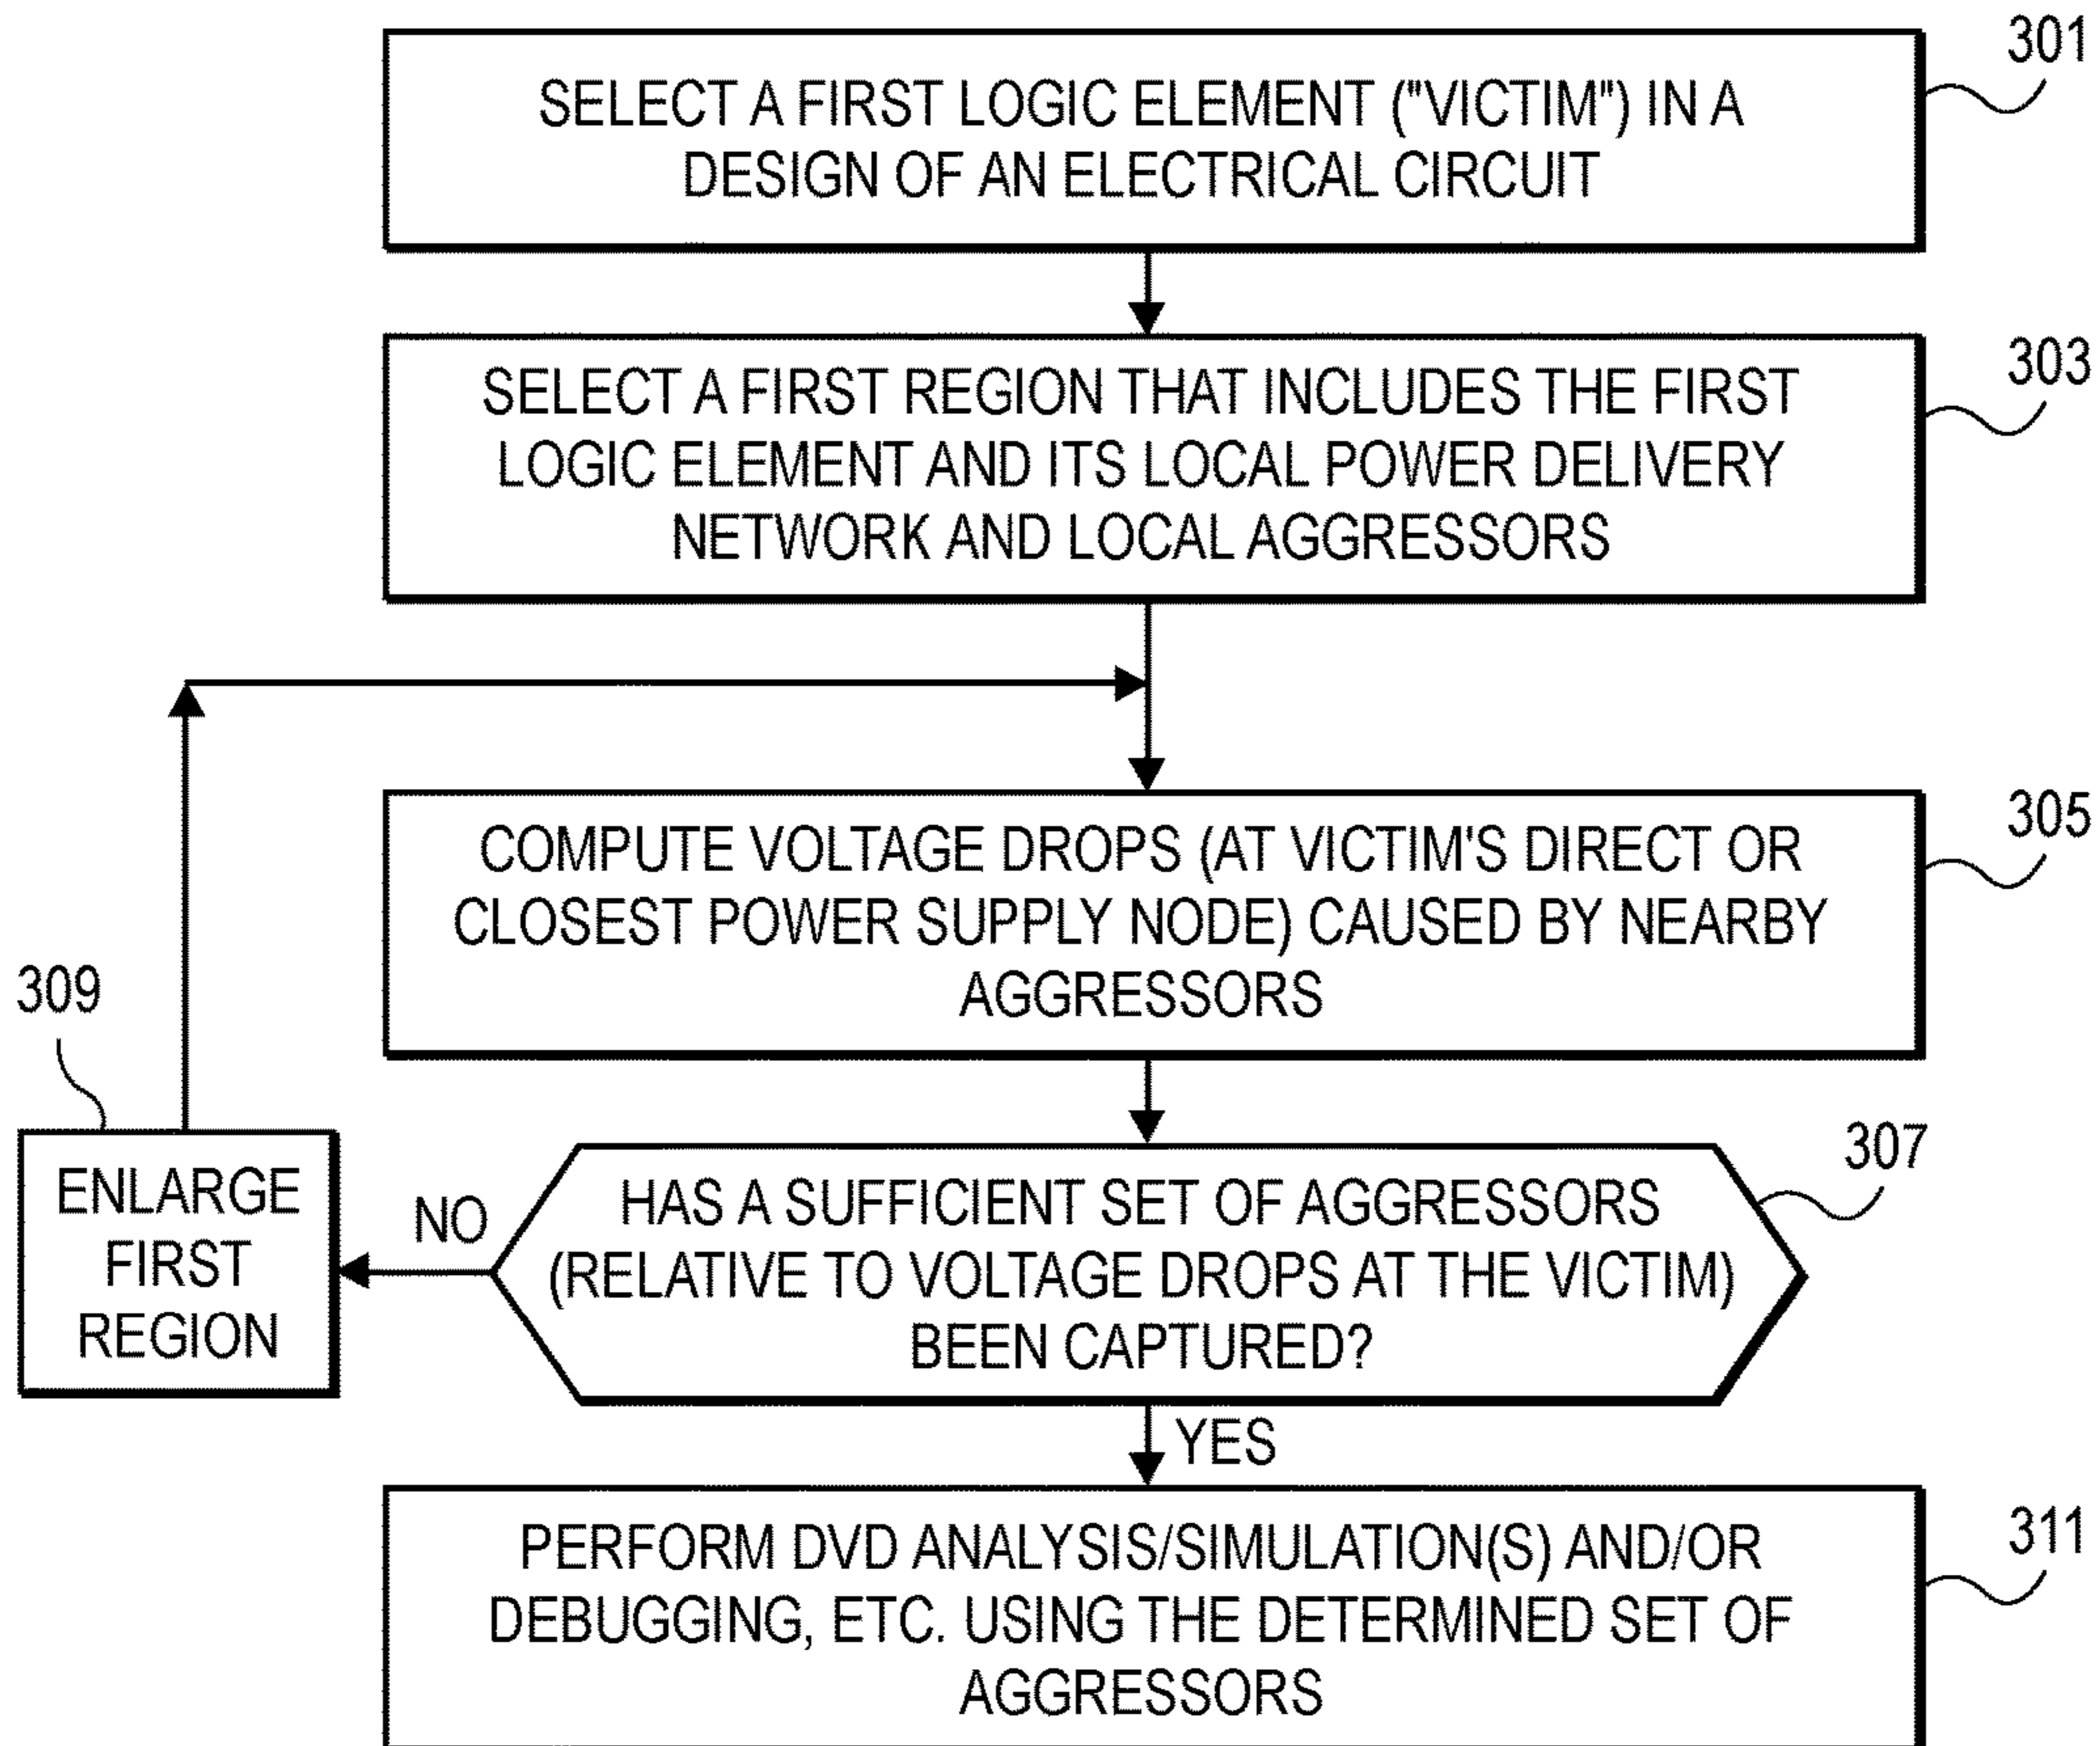 301
SELECT A FIRST LOGIC ELEMENT ("VICTIM") IN A
DESIGN OF AN ELECTRICAL CIRCUIT
303
SELECT A FIRST REGION THAT INCLUDES THE FIRST
LOGIC ELEMENT AND ITS LOCAL POWER DELIVERY
NETWORK AND LOCAL AGGRESSORS
305
COMPUTE VOLTAGE DROPS (AT VICTIM'S DIRECT OR
CLOSEST POWER SUPPLY NODE) CAUSED BY NEARBY
AGGRESSORS
307
HAS A SUFFICIENT SET OF AGGRESSORS
(RELATIVE TO VOLTAGE DROPS AT THE VICTIM)
BEEN CAPTURED?
NO
309
ENLARGE
FIRST
REGION
YES
311
PERFORM DVD ANALYSIS/SIMULATION(S) AND/OR
DEBUGGING, ETC. USING THE DETERMINED SET OF
AGGRESSORS